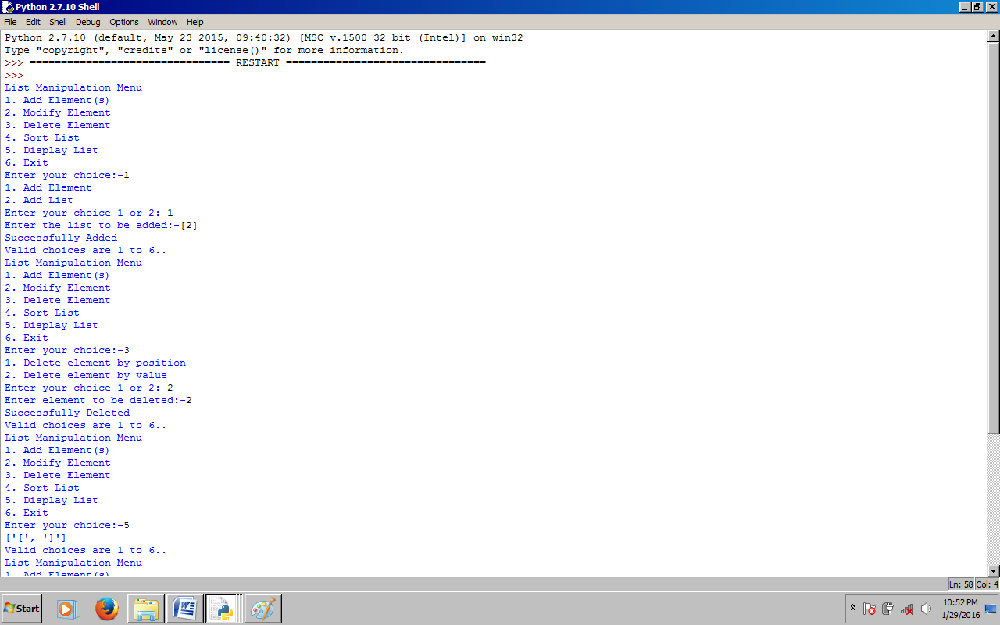 Python 2.7.10 Shell
File Edit Shell Debug Options Window Help
Python 2.7.10 (default, May 23 2015, 09:40:32) [MSC v.1500 32 bit (Intel)] on win32
Type "copyright", "credits" or "license()" for more information.
>>> ================================ RESTART ================================
>>>
List Manipulation Menu
1. Add Element(s)
2. Modify Element
3. Delete Element
4. Sort List
5. Display List
6. Exit
Enter your choice:-1
1. Add Element
2. Add List
Enter your choice 1 or 2:-1
Enter the list to be added:-[2]
Successfully Added
Valid choices are 1 to 6..
List Manipulation Menu
1. Add Element(s)
2. Modify Element
3. Delete Element
4. Sort List
5. Display List
6. Exit
Enter your choice:-3
1. Delete element by position
2. Delete element by value
Enter your choice 1 or 2:-2
Enter element to be deleted:-2
Successfully Deleted
Valid choices are 1 to 6..
List Manipulation Menu
1. Add Element(s)
2. Modify Element
3. Delete Element
4. Sort List
5. Display List
6. Exit
Enter your choice:-5
['[', ']']
Valid choices are 1 to 6..
List Manipulation Menu
1. Add Element(s)
Ln: 58 Col: 4
Start
10:52 PM
1/29/2016